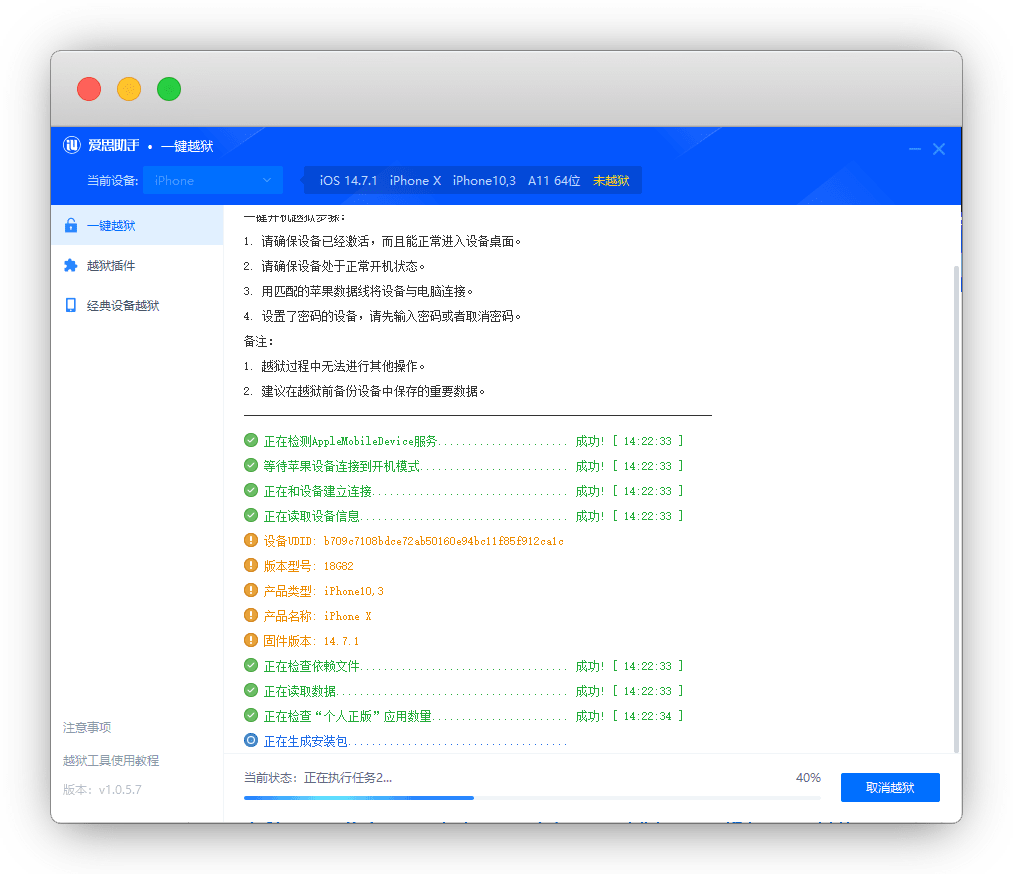 爱思助手 • 一键越狱
当前设备: iPhone
iOS 14.7.1 iPhone X iPhone10,3 A11 64位 未越狱
一键越狱
越狱插件
经典设备越狱
一键开机越狱步骤:
1. 请确保设备已经激活,而且能正常进入设备桌面。
2. 请确保设备处于正常开机状态。
3. 用匹配的苹果数据线将设备与电脑连接。
4. 设置了密码的设备,请先输入密码或者取消密码。
备注:
1. 越狱过程中无法进行其他操作。
2. 建议在越狱前备份设备中保存的重要数据。
正在检测AppleMobileDevice服务...................... 成功! [ 14:22:33 ]
等待苹果设备连接到开机模式......................... 成功! [ 14:22:33 ]
正在和设备建立连接................................. 成功! [ 14:22:33 ]
正在读取设备信息................................... 成功! [ 14:22:33 ]
设备UDID: b709c7108bdce72ab50160e94bc11f85f912ca1c
版本型号: 18G82
产品类型: iPhone10,3
产品名称: iPhone X
固件版本: 14.7.1
正在检查依赖文件................................... 成功! [ 14:22:33 ]
正在读取数据....................................... 成功! [ 14:22:33 ]
正在检查“个人正版”应用数量....................... 成功! [ 14:22:34 ]
正在生成安装包.....................................
当前状态: 正在执行任务2...
40%
取消越狱
注意事项
越狱工具使用教程
版本: v1.0.5.7